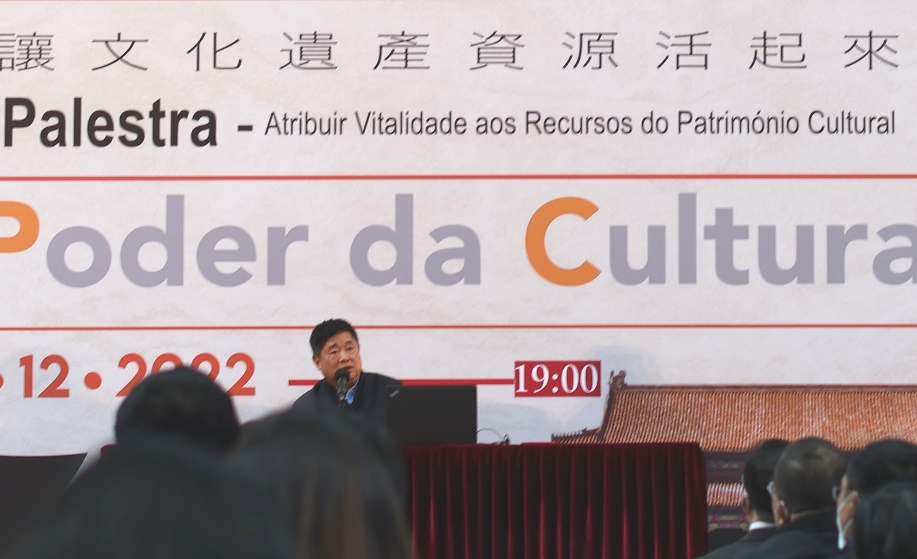 讓文化遺產資源活起來
Palestra - Atribuir Vitalidade aos Recursos do Património Cultural
Poder da Cultura
12 • 2022
19:00